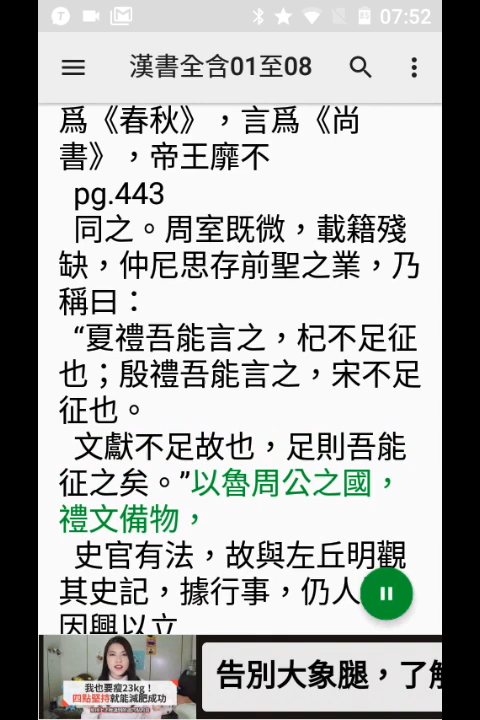 07:52
漢書全含01至08
爲《春秋》，言爲《尚
書》，帝王靡不
pg.443
同之。周室既微，載籍殘
缺，仲尼思存前聖之業，乃
稱曰：
“夏禮吾能言之，杞不足征
也；殷禮吾能言之，宋不足
征也。
文獻不足故也，足則吾能
征之矣。”以魯周公之國，
禮文備物，
史官有法，故與左丘明觀
其史記，據行事，仍人
因興以立
我也要瘦23kg！
四點堅持就能減肥成功
告別大象腿，了解